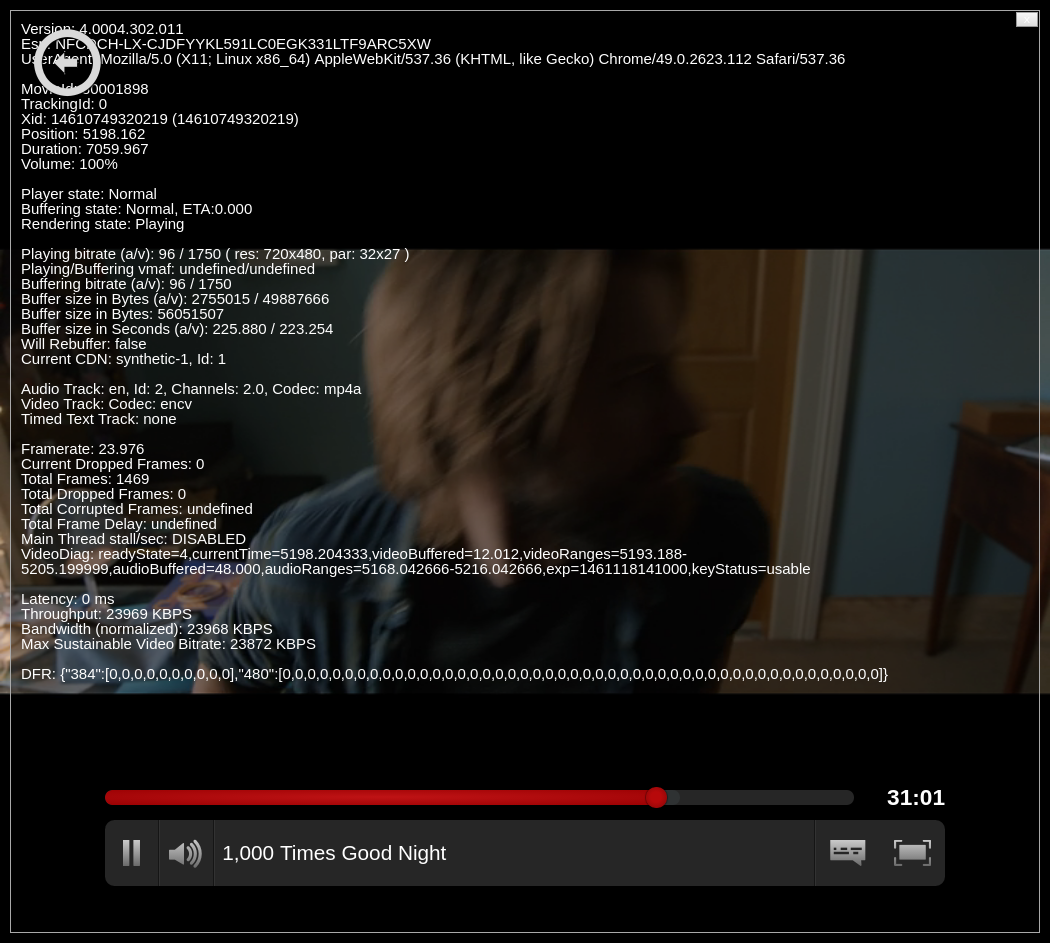 Version: 4.0004.302.011
Esn: NFCDCH-LX-CJDFYYKL591LC0EGK331LTF9ARC5XW
UserAgent: Mozilla/5.0 (X11; Linux x86_64) AppleWebKit/537.36 (KHTML, like Gecko) Chrome/49.0.2623.112 Safari/537.36
MovieId: 80001898
TrackingId: 0
Xid: 14610749320219 (14610749320219)
Position: 5198.162
Duration: 7059.967
Volume: 100%
Player state: Normal
Buffering state: Normal, ETA:0.000
Rendering state: Playing
Playing bitrate (a/v): 96 / 1750 ( res: 720x480, par: 32x27 )
Playing/Buffering vmaf: undefined/undefined
Buffering bitrate (a/v): 96 / 1750
Buffer size in Bytes (a/v): 2755015 / 49887666
Buffer size in Bytes: 56051507
Buffer size in Seconds (a/v): 225.880 / 223.254
Will Rebuffer: false
Current CDN: synthetic-1, Id: 1
Audio Track: en, Id: 2, Channels: 2.0, Codec: mp4a
Video Track: Codec: encv
Timed Text Track: none
Framerate: 23.976
Current Dropped Frames: 0
Total Frames: 1469
Total Dropped Frames: 0
Total Corrupted Frames: undefined
Total Frame Delay: undefined
Main Thread stall/sec: DISABLED
VideoDiag: readyState=4,currentTime=5198.204333,videoBuffered=12.012,videoRanges=5193.188-
5205.199999,audioBuffered=48.000,audioRanges=5168.042666-5216.042666,exp=1461118141000,keyStatus=usable
Latency: 0 ms
Throughput: 23969 KBPS
Bandwidth (normalized): 23968 KBPS
Max Sustainable Video Bitrate: 23872 KBPS
DFR: {"384":[0,0,0,0,0,0,0,0,0,0],"480":[0,0,0,0,0,0,0,0,0,0,0,0,0,0,0,0,0,0,0,0,0,0,0,0,0,0,0,0,0,0,0,0,0,0,0,0,0,0,0,0,0,0,0,0,0,0,0,0]}
31:01
1,000 Times Good Night